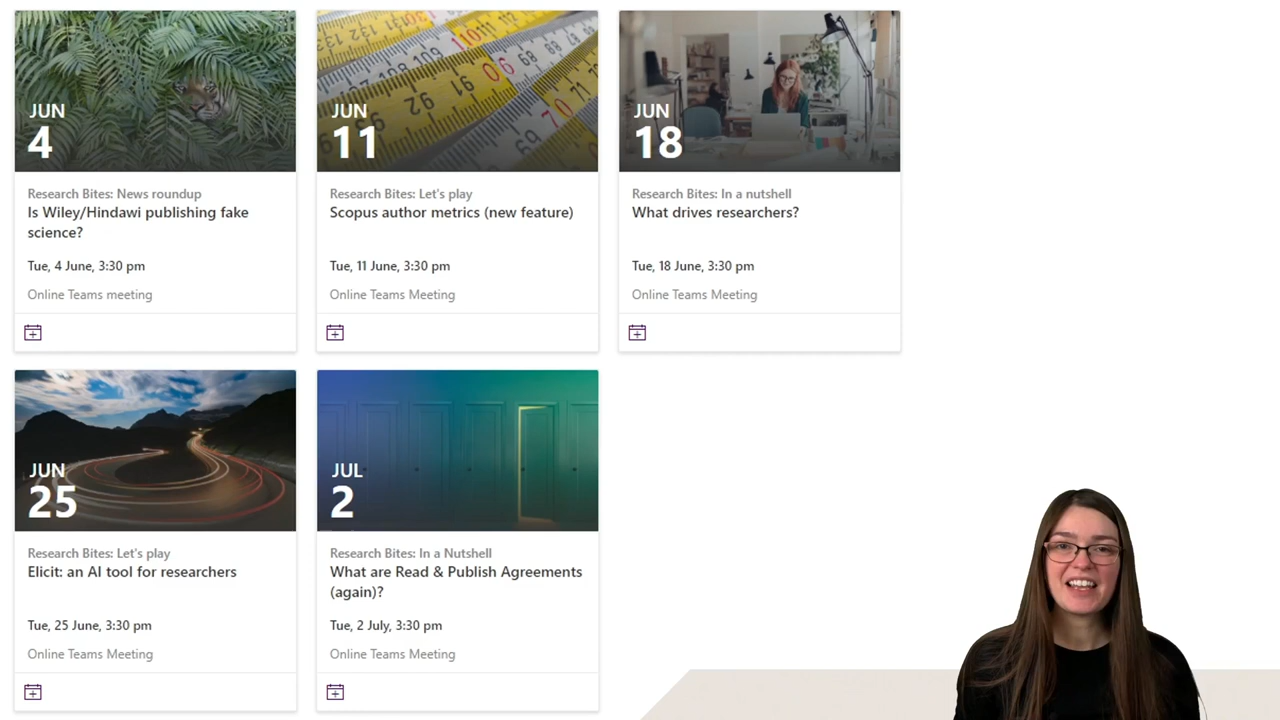 JUN
4
Research Bites: News roundup
Is Wiley/Hindawi publishing fake
science?
Tue, 4 June, 3:30 pm
Online Teams meeting
JUN
11
Research Bites: Let's play
Scopus author metrics (new feature)
Tue, 11 June, 3:30 pm
Online Teams Meeting
JUN
18
Research Bites: In a nutshell
What drives researchers?
Tue, 18 June, 3:30 pm
Online Teams Meeting
JUN
25
Research Bites: Let's play
Elicit: an AI tool for researchers
Tue, 25 June, 3:30 pm
Online Teams Meeting
JUL
2
Research Bites: In a Nutshell
What are Read & Publish Agreements
(again)?
Tue, 2 July, 3:30 pm
Online Teams Meeting